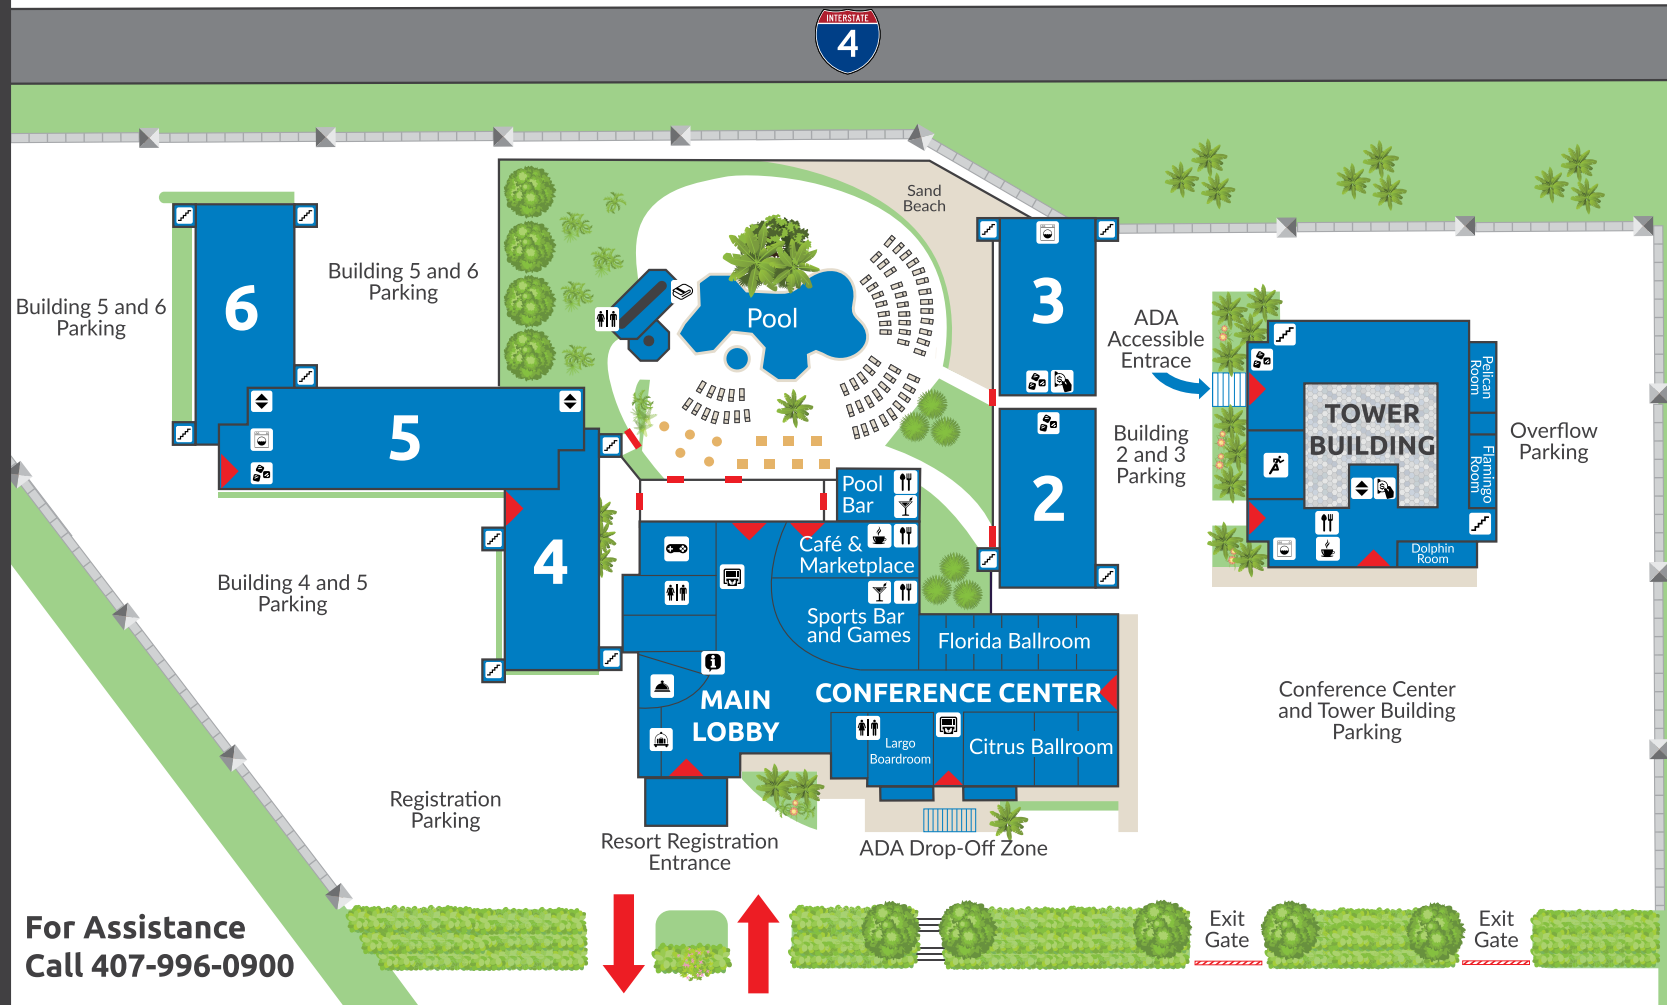 INTERSTATE
4
Sand
Beach
Building 5 and 6
Parking
Building 5 and 6
Parking
6
Pool
3
ADA
Accessible
Entrace
Pelican
Room
TOWER
BUILDING
Flamingo
Room
Overflow
Parking
5
Building
2 and 3
Parking
2
Pool
Bar
4
Café &
Marketplace
Dolphin
Room
Building 4 and 5
Parking
Sports Bar
and Games
Florida Ballroom
MAIN
LOBBY
CONFERENCE CENTER
Conference Center
and Tower Building
Parking
Largo
Boardroom
Citrus Ballroom
Registration
Parking
Resort Registration
Entrance
ADA Drop-Off Zone
For Assistance
Call 407-996-0900
Exit
Gate
Exit
Gate